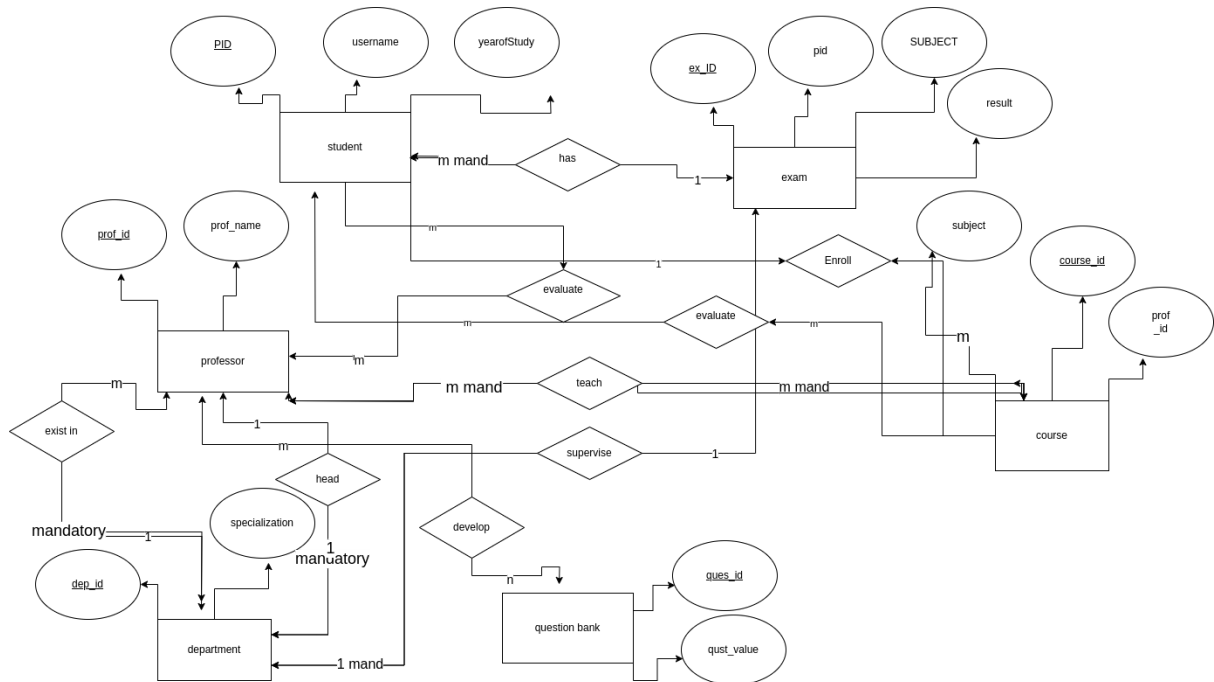 PID
username
yearofStudy
ex_ID
pid
SUBJECT
result
student
m mand
has
1
exam
prof_id
prof_name
m
evaluate
1
Enroll
subject
course_id
prof
_id
m
evaluate
m
m
m
professor
m
exist in
m mand
teach
m mand
course
1
m
head
supervise
1
mandatory
1
specialization
1
mandatory
develop
n
dep_id
department
1 mand
question bank
ques_id
qust_value